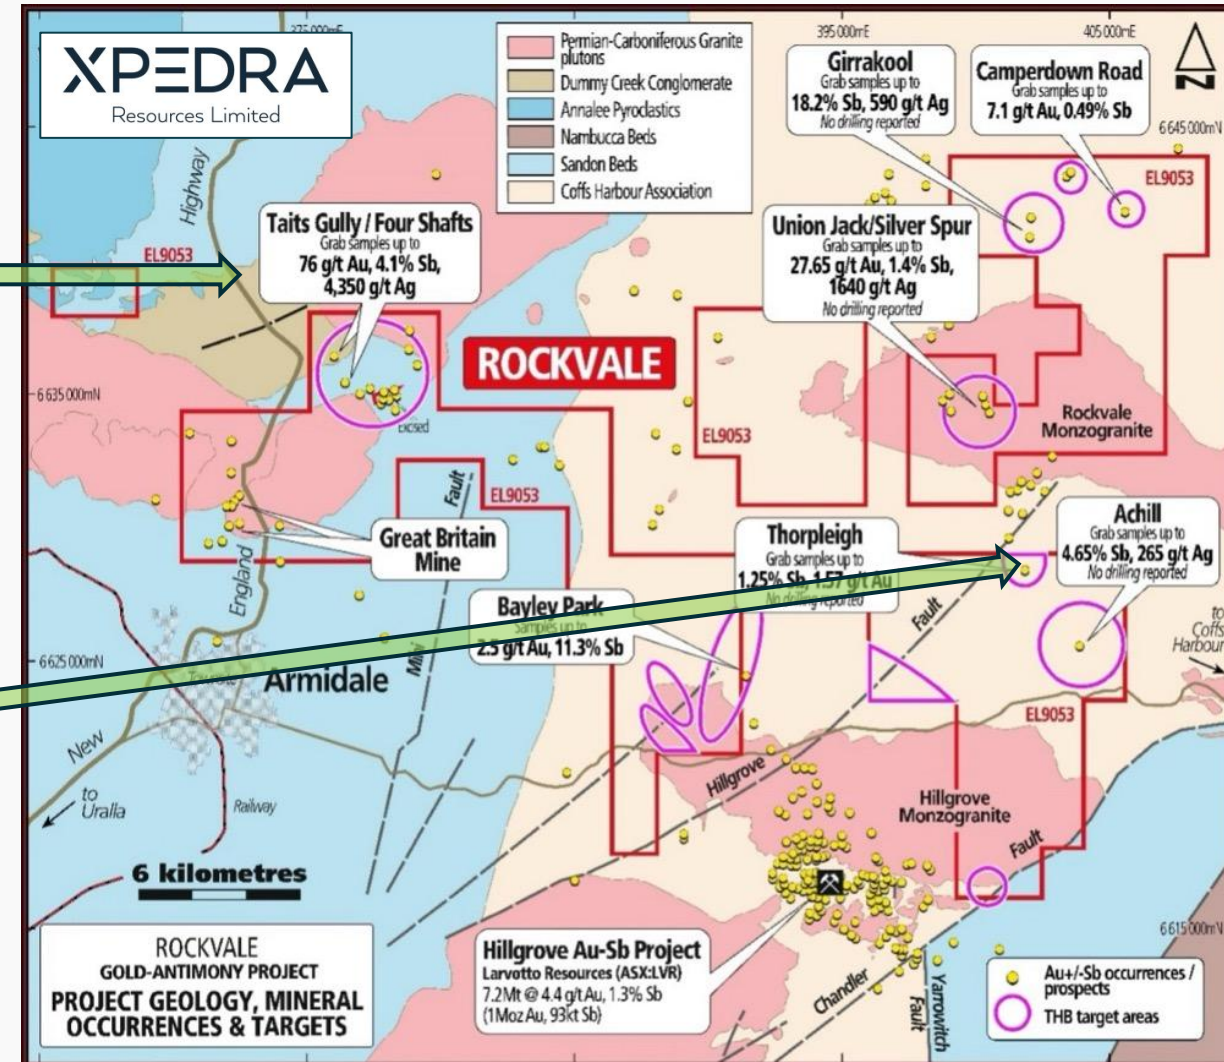 XPEDRA
Resources Limited
375 000mE
395 000mE
405 000mE
N
Permian-Carboniferous Granite
plutons
Dummy Creek Conglomerate
Annalee Pyroclastics
Nambucca Beds
Sandon Beds
Coffs Harbour Association
Girrakool
Grab samples up to
18.2% Sb, 590 g/t Ag
No drilling reported
Camperdown Road
Grab samples up to
7.1 g/t Au, 0.49% Sb
6 645 000mN
EL9053
Highway
EL9053
Taits Gully / Four Shafts
Grab samples up to
76 g/t Au, 4.1% Sb,
4,350 g/t Ag
Union Jack/Silver Spur
Grab samples up to
27.65 g/t Au, 1.4% Sb,
1640 g/t Ag
No drilling reported
ROCKVALE
6 635 000mN
Excised
EL9053
Rockvale
Monzogranite
Fault
EL9053
Great Britain
Mine
England
Thorpleigh
Grab samples up to
1.25% Sb, 1.57 g/t Au
No drilling reported
Achill
Grab samples up to
4.65% Sb, 265 g/t Ag
No drilling reported
Bayley Park
Samples up to
2.5 g/t Au, 11.3% Sb
Fault
to
Coffs
Harbour
6 625 000mN
Armidale
EL9053
New
to
Uralla
Railway
Hillgrove
Hillgrove
Monzogranite
Fault
6 kilometres
6 615 000mN
ROCKVALE
GOLD-ANTIMONY PROJECT
PROJECT GEOLOGY, MINERAL
OCCURRENCES & TARGETS
Hillgrove Au-Sb Project
Larvotto Resources (ASX:LVR)
7.2Mt @ 4.4 g/t Au, 1.3% Sb
(1Moz Au, 93kt Sb)
Chandler
Yarrowitch
Fault
Au+/-Sb occurrences /
prospects
THB target areas